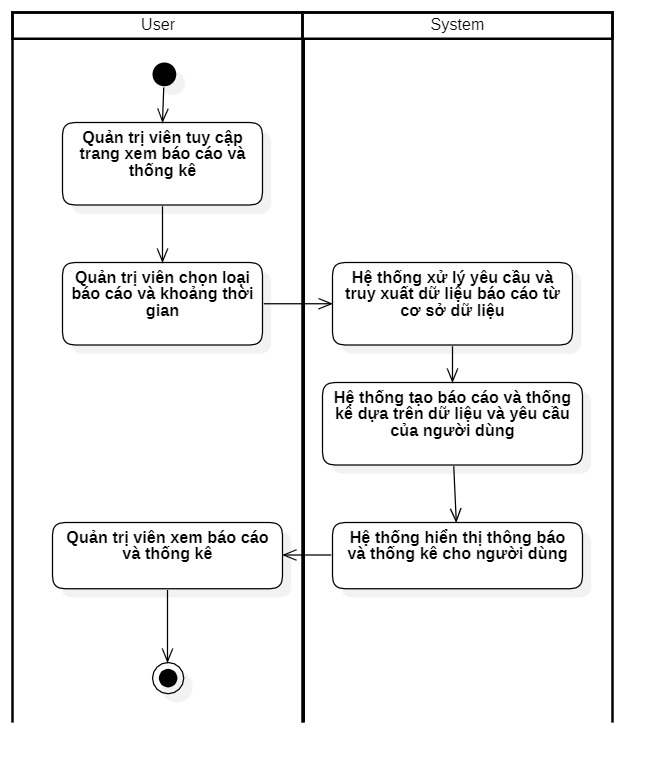 User
System
Quản trị viên tuy cập
trang xem báo cáo và
thống kê
Quản trị viên chọn loại
báo cáo và khoảng thời
gian
Hệ thống xử lý yêu cầu và
truy xuất dữ liệu báo cáo từ
cơ sở dữ liệu
Hệ thống tạo báo cáo và thống
kê dựa trên dữ liệu và yêu cầu
của người dùng
Quản trị viên xem báo cáo
và thống kê
Hệ thống hiển thị thông báo
và thống kê cho người dùng